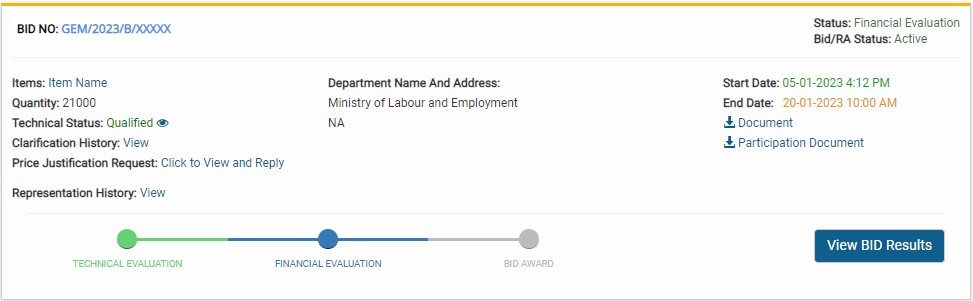 BID NO: GEM/2023/B/XXXXX
Status: Financial Evaluation
Bid/RA Status: Active
Items: Item Name
Quantity: 21000
Technical Status: Qualified
Clarification History: View
Price Justification Request: Click to View and Reply
Representation History: View
Department Name And Address:
Ministry of Labour and Employment
NA
Start Date: 05-01-2023 4:12 PM
End Date: 20-01-2023 10:00 AM
Document
Participation Document
TECHNICAL EVALUATION
FINANCIAL EVALUATION
BID AWARD
View BID Results